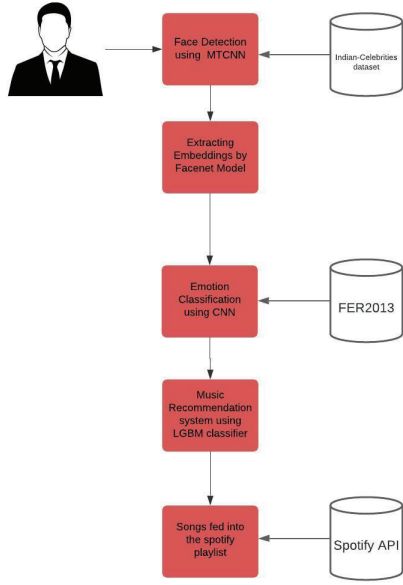 Face Detection
using MTCNN
Indian-Celebrities
dataset
Extracting
Embeddings by
Facenet Model
Emotion
Classification
using CNN
FER2013
Music
Recommendation
system using
LGBM classifier
Songs fed into
the spotify
playlist
Spotify API